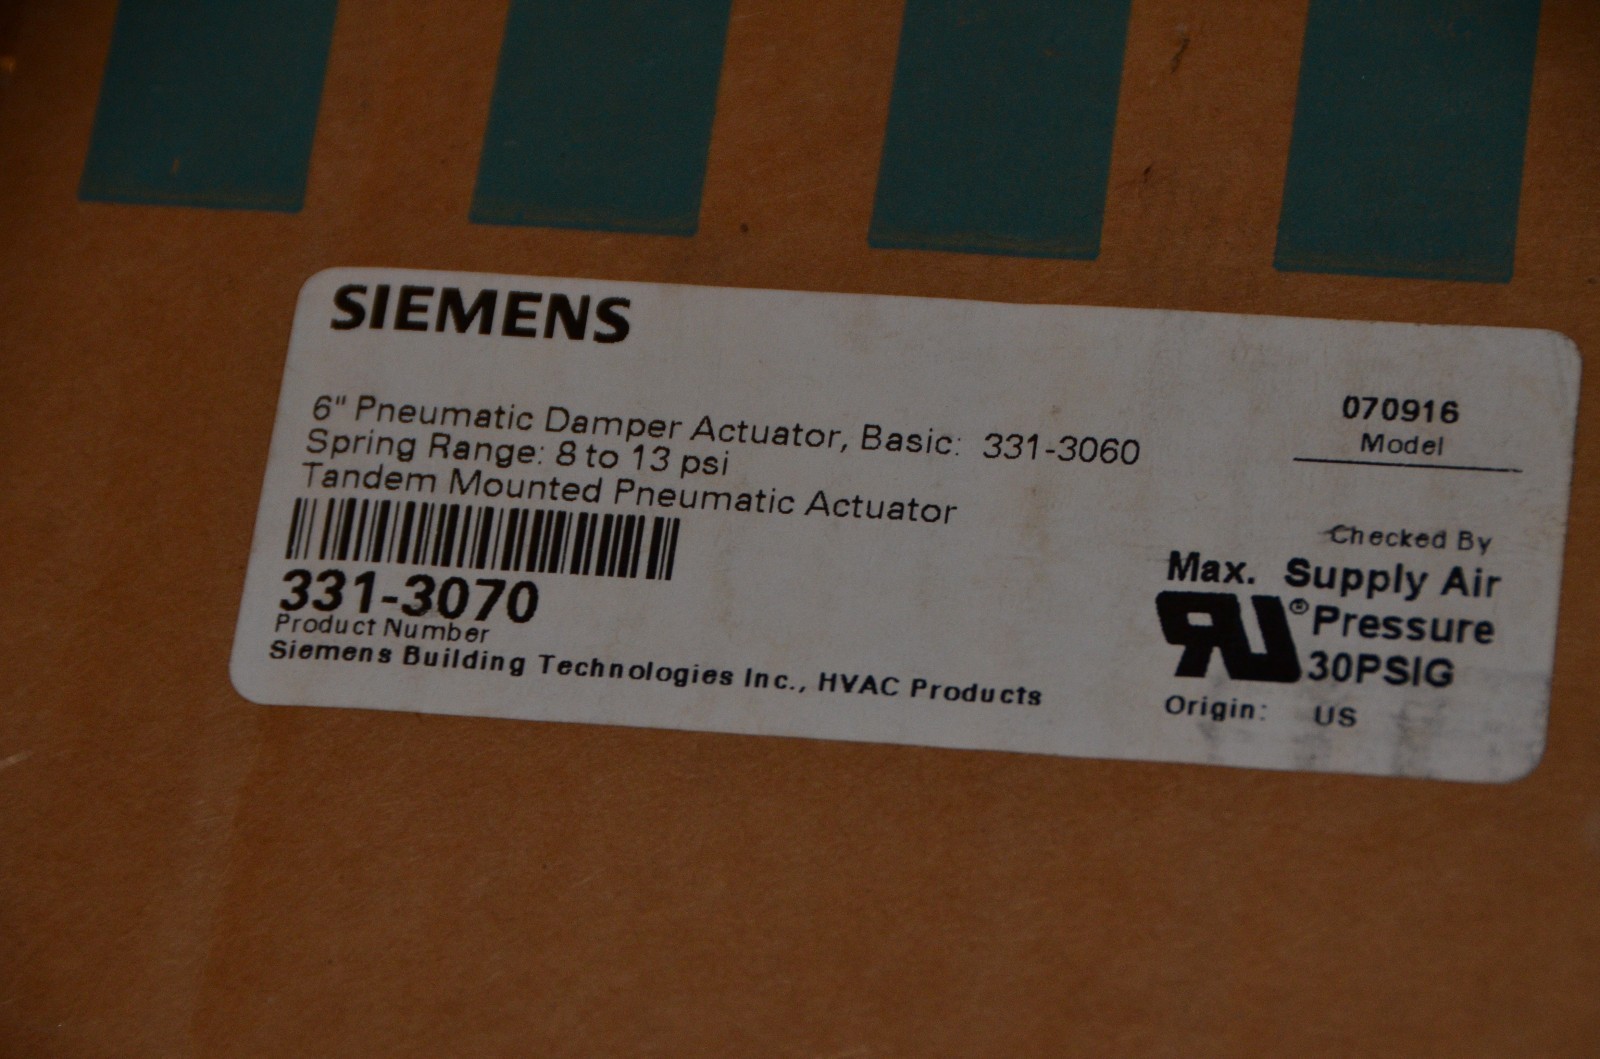 SIEMENS
6" Pneumatic Damper Actuator, Basic: 331-3060
Spring Range: 8 to 13 psi
Tandem Mounted Pneumatic Actuator
331-3070
Product Number
Siemens Building Technologies Inc., HVAC Products
070916
Model
Checked By
Max. Supply Air
RU® Pressure
30PSIG
Origin: US